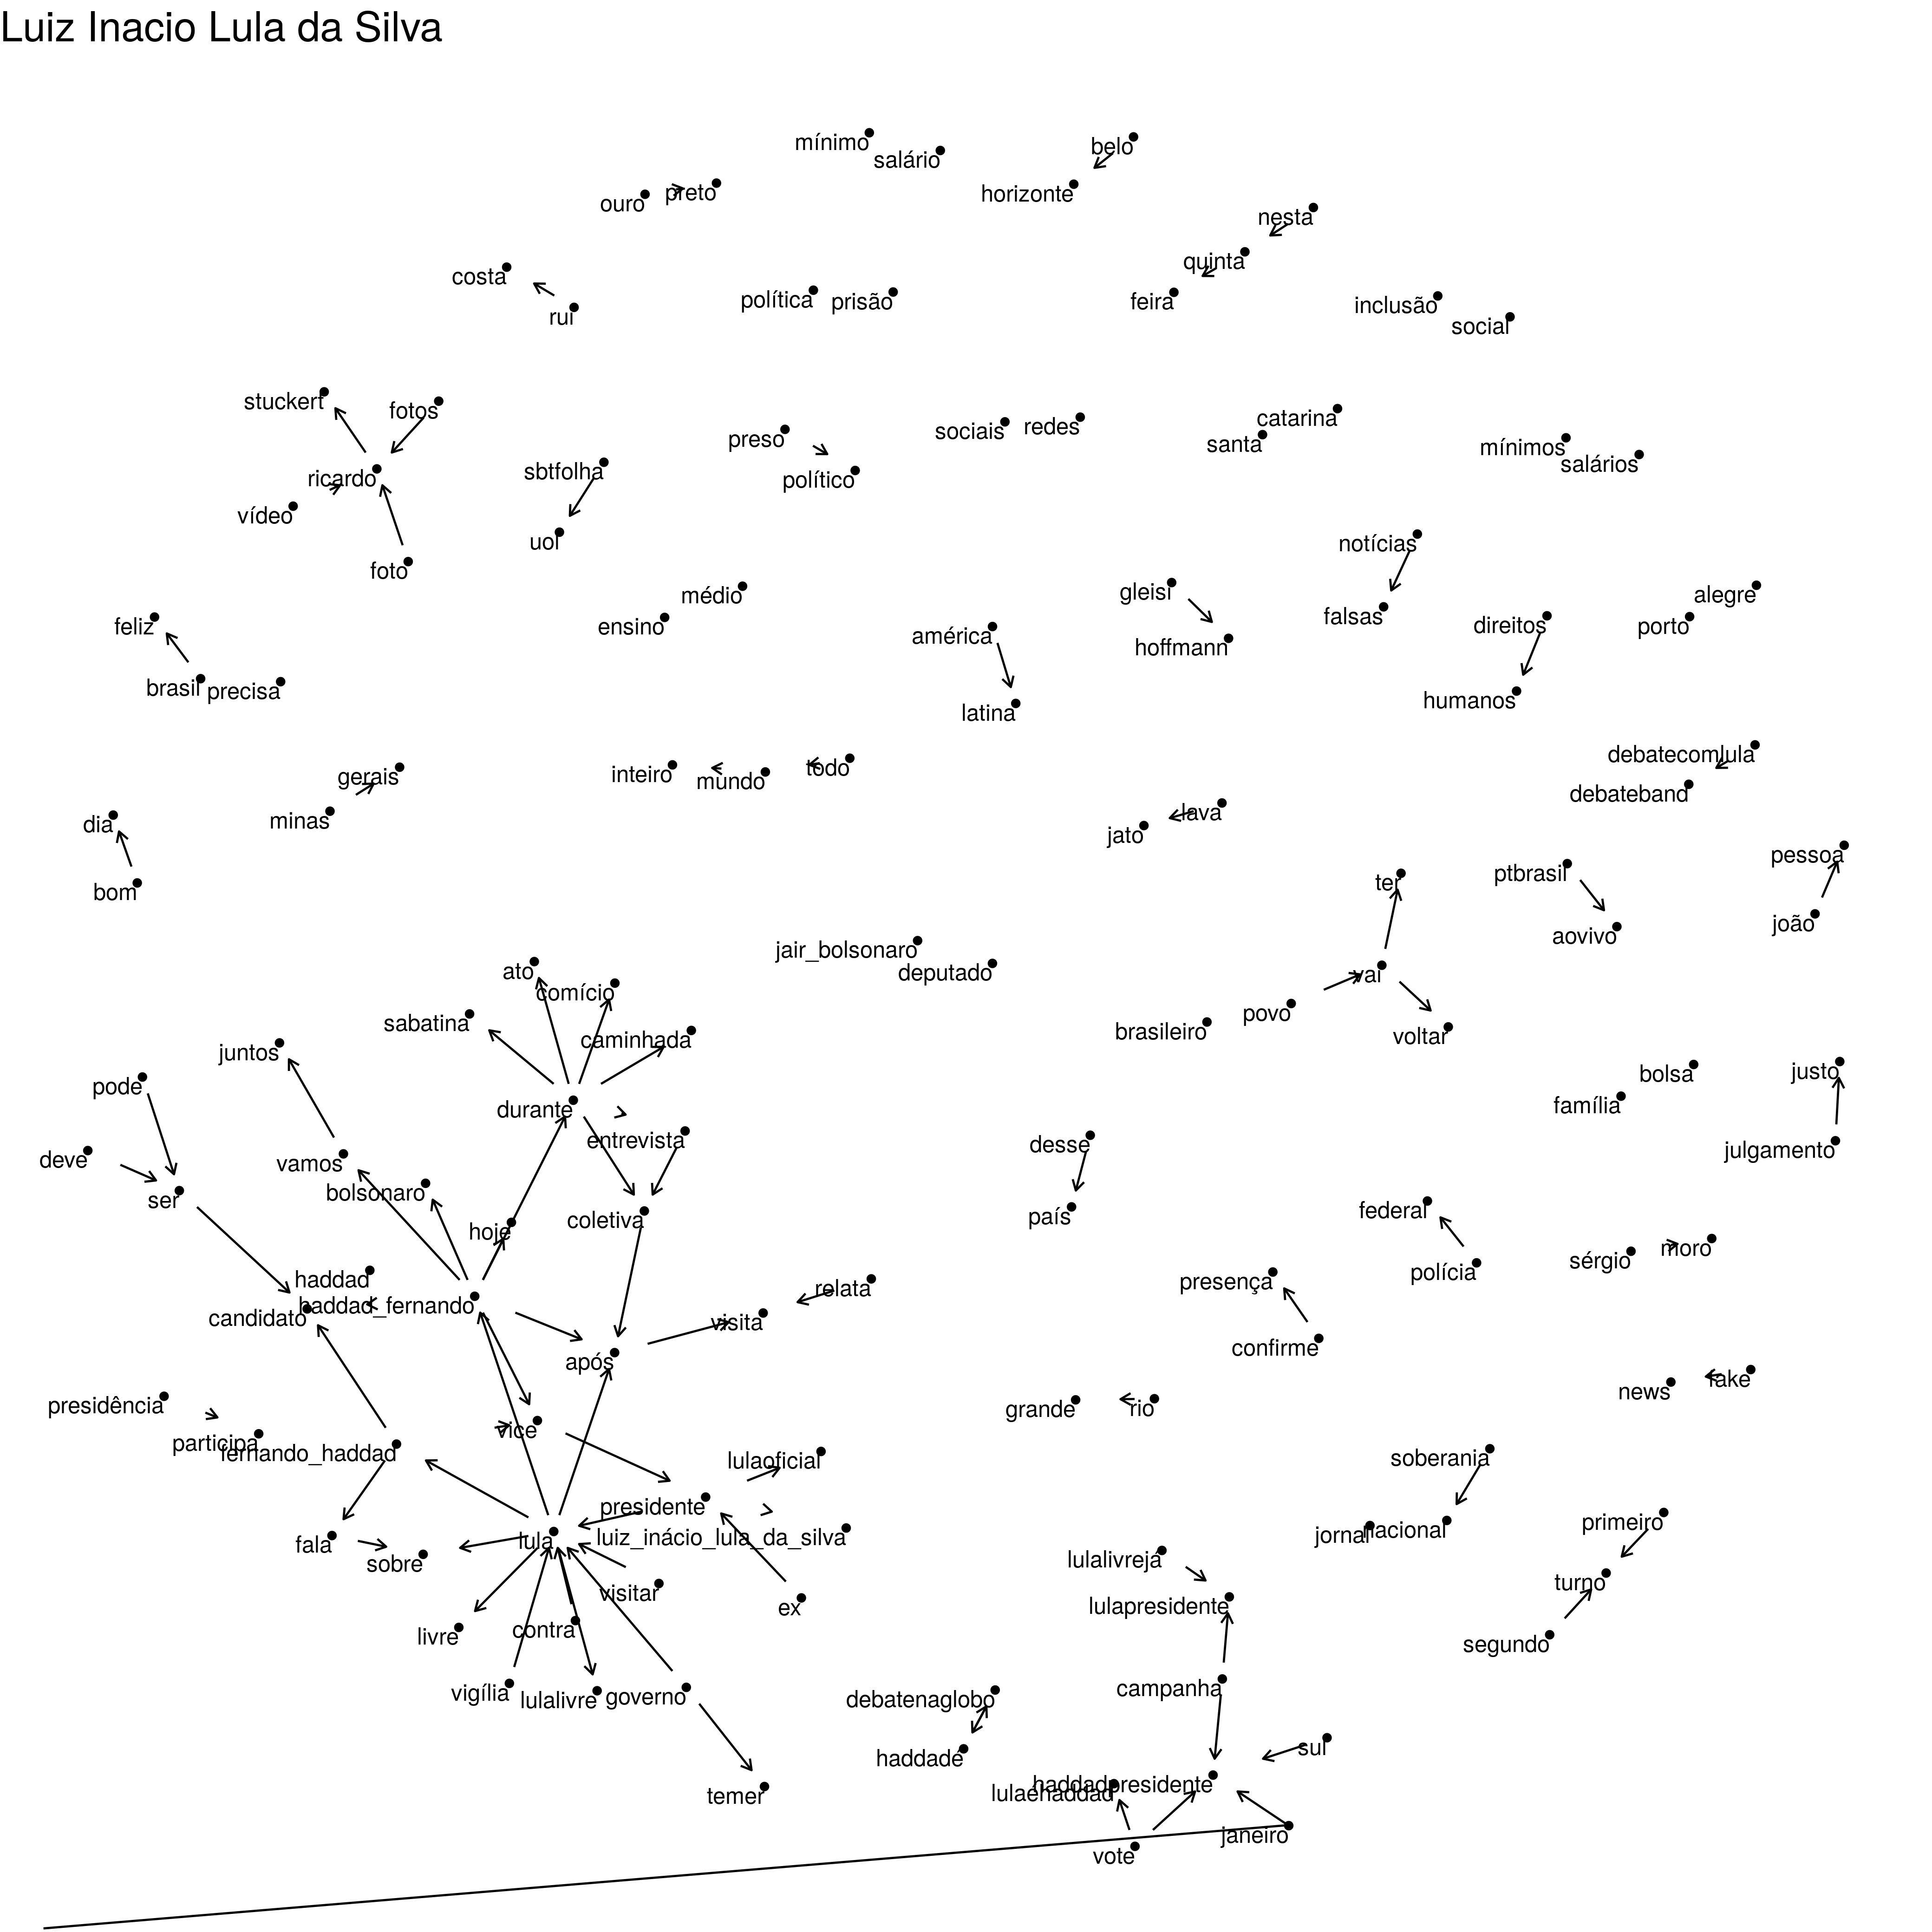 Luiz Inacio Lula da Silva
mínimo
salário
belo
ouro
preto
horizonte
nesta
costa
rui
política
prisão
quinta
feira
inclusão
social
stuckert
fotos
ricardo
vídeo
foto
sbtfolha
uol
preso
político
sociais
redes
santa
catarina
mínimos
salários
notícias
falsas
feliz
brasil
precisa
ensino
médio
américa
latina
gleisi
hoffmann
direitos
humanos
porto
alegre
minas
gerais
inteiro
mundo
todo
debatecomlula
debateband
dia
bom
jato
lava
ter
ptbrasil
aovivo
pessoa
joão
ato
comício
sabatina
caminhada
jair_bolsonaro
deputado
brasileiro
povo
vai
voltar
juntos
pode
durante
entrevista
bolsa
família
justo
julgamento
deve
ser
vamos
bolsonaro
hoje
coletiva
desse
país
federal
polícia
sérgio
moro
haddad
candidato
haddad_fernando
após
visita
relata
presença
confirme
presidência
participa
fernando_haddad
vice
grande
rio
news
fake
lulaoficial
presidente
luiz_inácio_lula_da_silva
soberania
jornal
nacional
primeiro
turno
segundo
fala
sobre
lula
visitar
ex
livre
contra
vigília
lulalivre
governo
temer
lulalivrejá
lulapresidente
campanha
debatenaglobo
haddadé
sul
lulaéhaddad
haddadpresidente
vote
janeiro